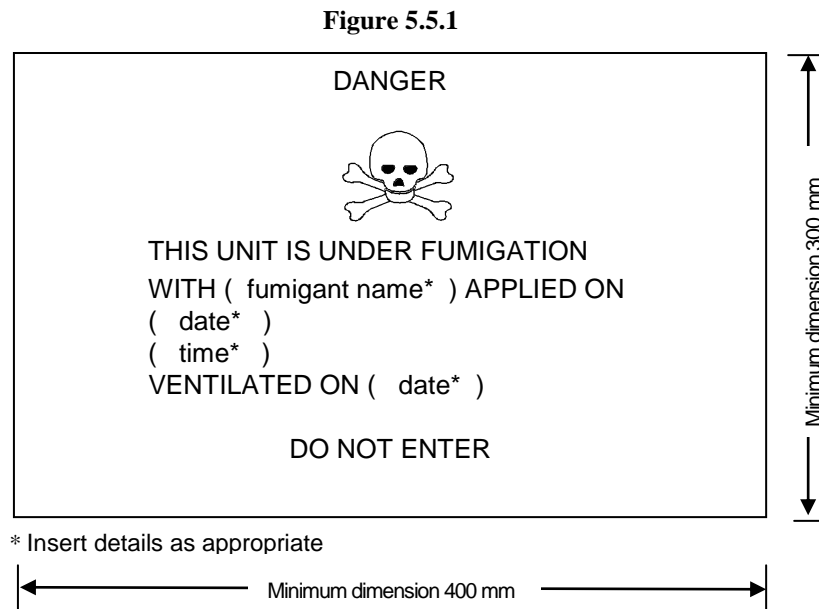 Figure 5.5.1
DANGER
THIS UNIT IS UNDER FUMIGATION
WITH ( fumigant name* ) APPLIED ON
( date* )
( time* )
VENTILATED ON ( date* )
DO NOT ENTER
Minimum dimension 300 mm
* Insert details as appropriate
Minimum dimension 400 mm